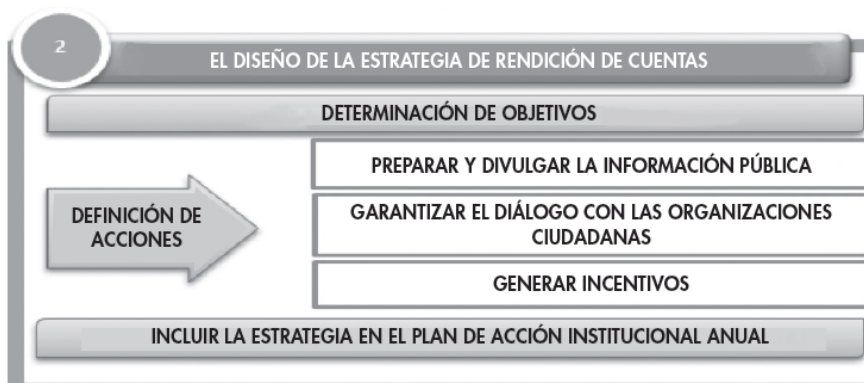 2
EL DISEÑO DE LA ESTRATEGIA DE RENDICIÓN DE CUENTAS
DETERMINACIÓN DE OBJETIVOS
PREPARAR Y DIVULGAR LA INFORMACIÓN PÚBLICA
DEFINICIÓN DE
ACCIONES
GARANTIZAR EL DIÁLOGO CON LAS ORGANIZACIONES
CIUDADANAS
GENERAR INCENTIVOS
INCLUIR LA ESTRATEGIA EN EL PLAN DE ACCIÓN INSTITUCIONAL ANUAL